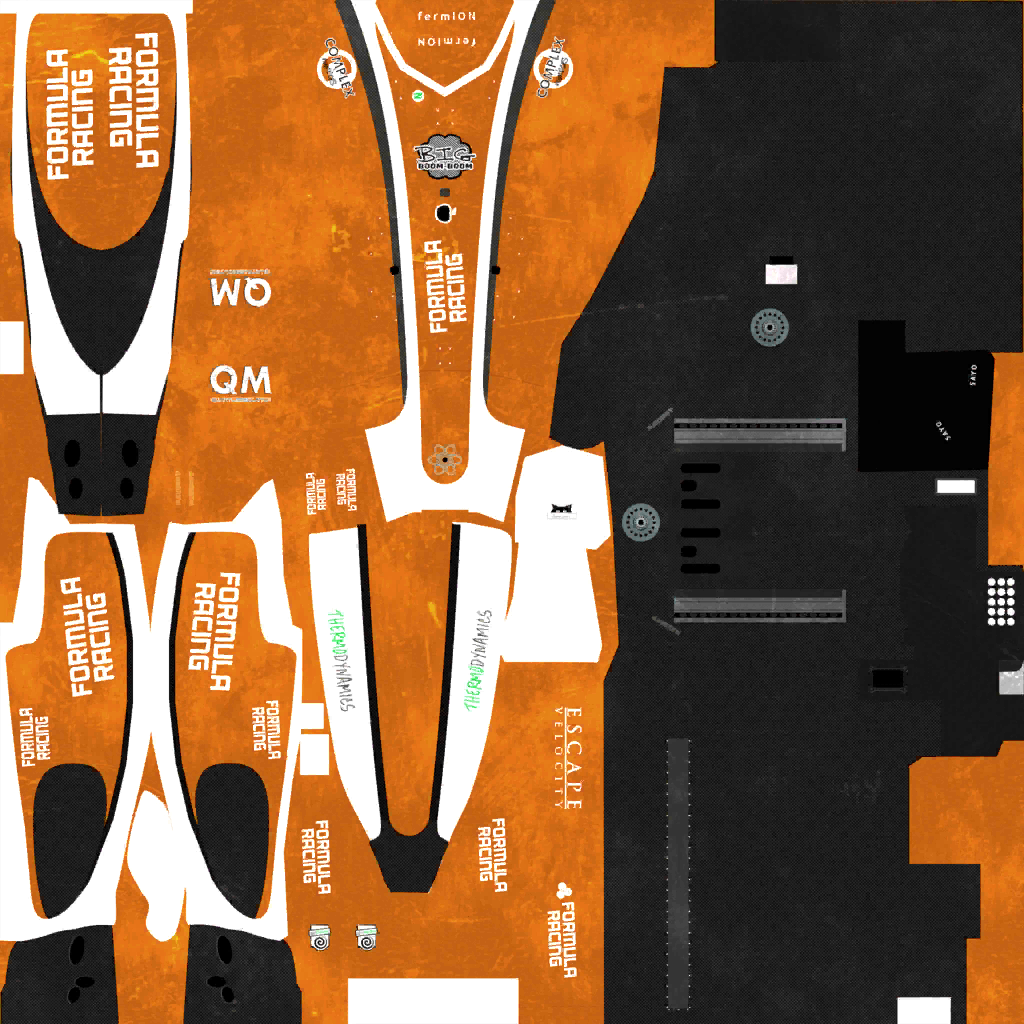 fermION
fermION
COMPLEX
COMPLEX
FORMULA
RACING
FORMULA
RACING
BIG
BOOM-BOOM
FORMULA
RACING
QM
QM
SAYO
SAYO
FORMULA
RACING
FORMULA
RACING
FORMULA
RACING
FORMULA
RACING
THERMODYNAMICS
THERMODYNAMICS
FORMULA
RACING
FORMULA
RACING
ESCAPE
VELOCITY
FORMULA
RACING
FORMULA
RACING
FORMULA
RACING